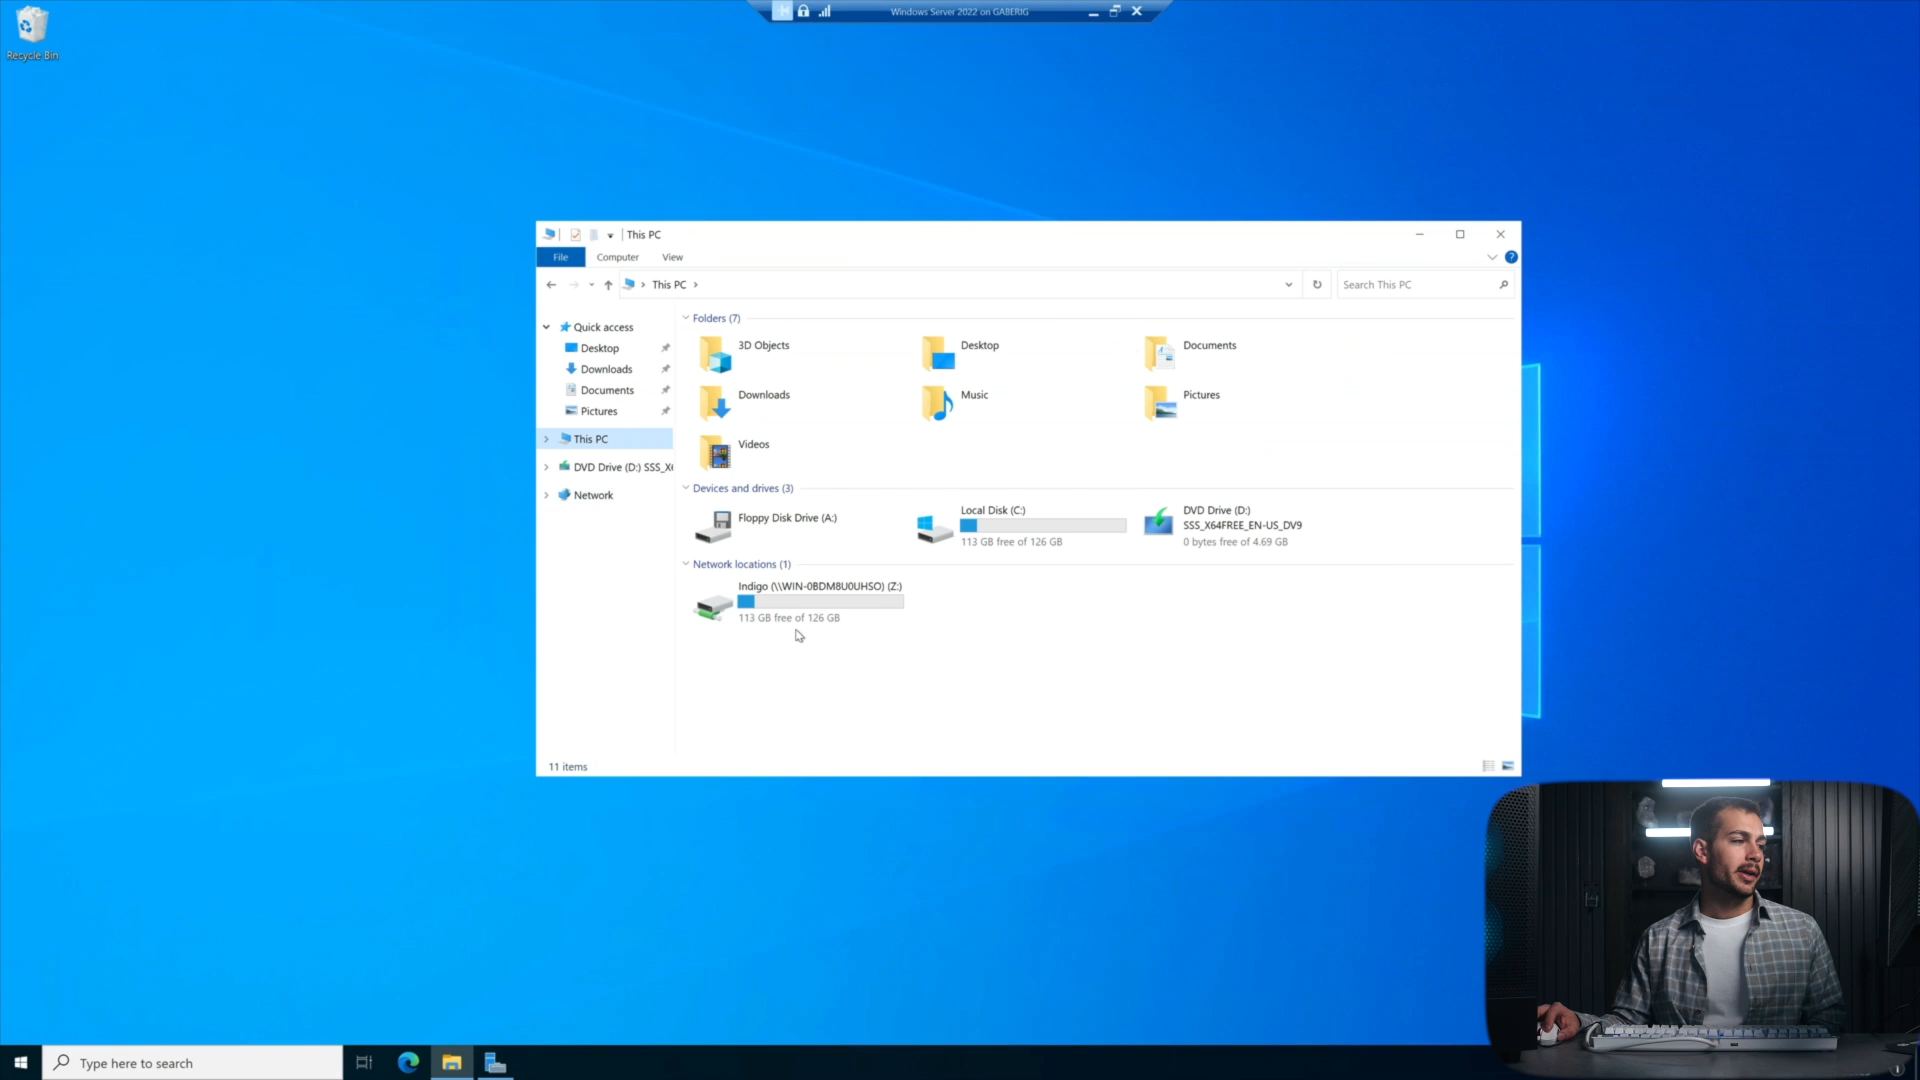 Recycle Bin
Windows Server 2022 on GABERIG
This PC
File
Computer
View
This PC
Search This PC
Quick access
Desktop
Downloads
Documents
Pictures
This PC
DVD Drive (D:) SSS_X6
Network
Folders (7)
3D Objects
Desktop
Documents
Downloads
Music
Pictures
Videos
Devices and drives (3)
Floppy Disk Drive (A:)
Local Disk (C:)
113 GB free of 126 GB
DVD Drive (D:)
SSS_X64FREE_EN-US_DV9
0 bytes free of 4.69 GB
Network locations (1)
Indigo (\\WIN-0BDM8U0UHSO) (Z:)
113 GB free of 126 GB
11 items
Type here to search